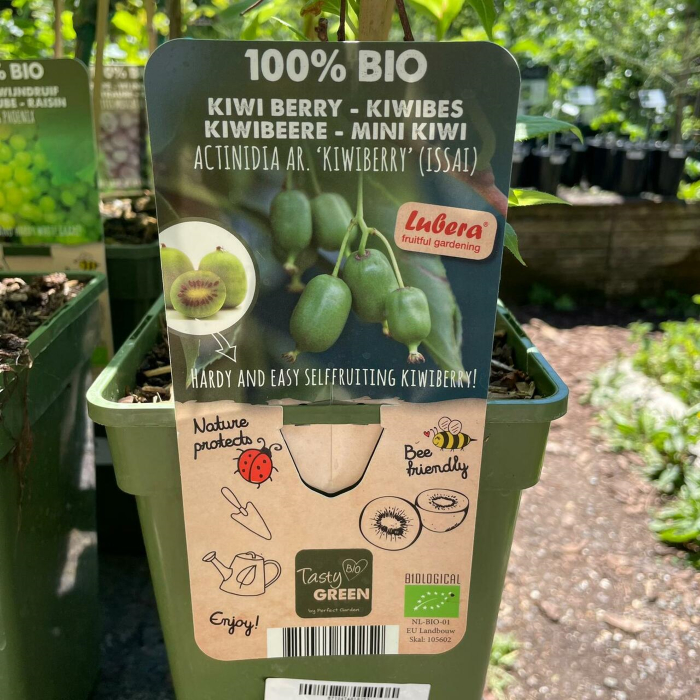 100% BIO
KIWI BERRY - KIWIBES
KIWIBEERE - MINI KIWI
ACTINIDIA AR. 'KIWIBERRY' (ISSAI)
Lubera®
fruitful gardening
HARDY AND EASY SELFFRUITING KIWIBERRY!
Nature
protects
Bee
friendly
Tasty
BIO
GREEN
by Perfect Garden
BIOLOGICAL
NL-BIO-01
EU Landbouw
Skal: 105602
Enjoy!
% BIO
- RAISIN